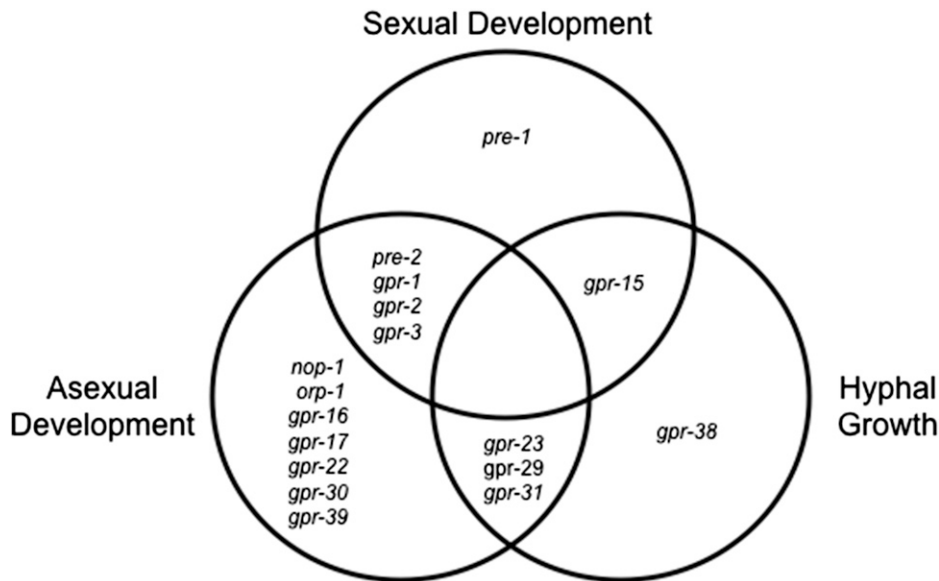 Sexual Development
pre-1
pre-2
gpr-1
gpr-2
gpr-3
gpr-15
nop-1
orp-1
gpr-16
gpr-17
gpr-22
gpr-30
gpr-39
Asexual
Development
gpr-23
gpr-29
gpr-31
gpr-38
Hyphal
Growth